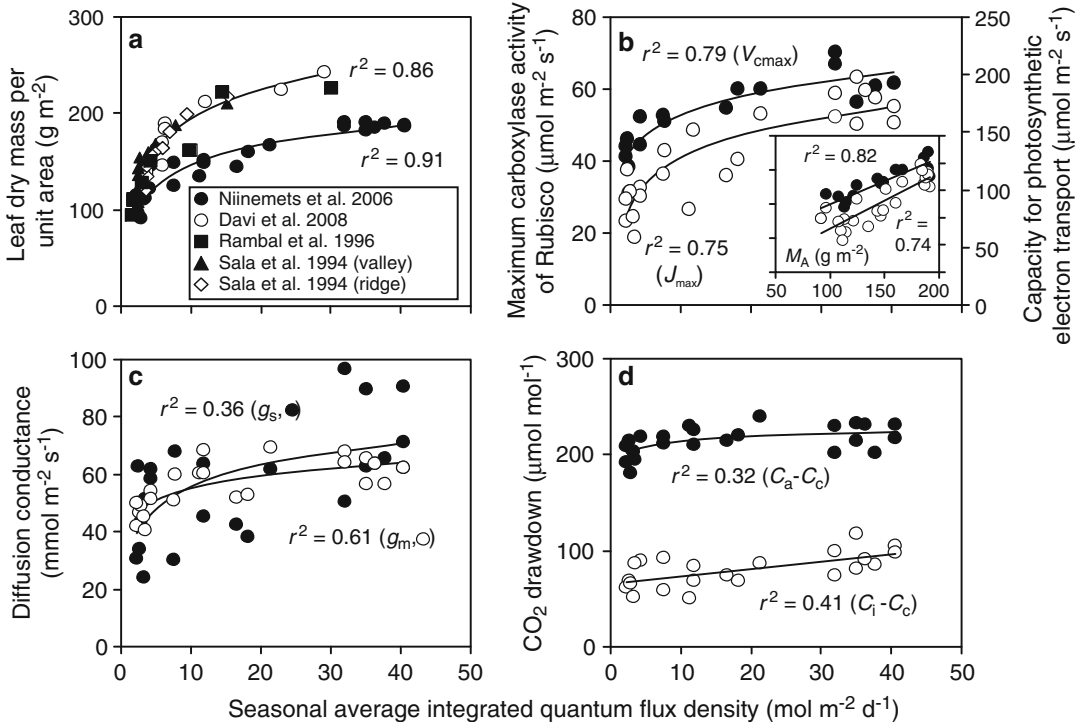 a
Leaf dry mass per
unit area (g m⁻²)
300
200
100
0
r² = 0.86
r² = 0.91
Niinemets et al. 2006
Davi et al. 2008
Rambal et al. 1996
Sala et al. 1994 (valley)
Sala et al. 1994 (ridge)
b
Maximum carboxylase activity
of Rubisco (µmol m⁻² s⁻¹)
80
60
40
20
0
r² = 0.79 (Vcmax)
r² = 0.75
(Jmax)
r² = 0.82
r² =
0.74
M_A (g m⁻²)
50 100 150 200
250
200
150
100
50
0
Capacity for photosynthetic
electron transport (µmol m⁻² s⁻¹)
c
Diffusion conductance
(mmol m⁻² s⁻¹)
100
80
60
40
20
0
r² = 0.36 (gs,●)
r² = 0.61 (gm,○)
0 10 20 30 40 50
d
CO₂ drawdown (µmol mol⁻¹)
300
200
100
0
r² = 0.32 (Ca-Cc)
r² = 0.41 (Ci-Cc)
0 10 20 30 40 50
Seasonal average integrated quantum flux density (mol m⁻² d⁻¹)